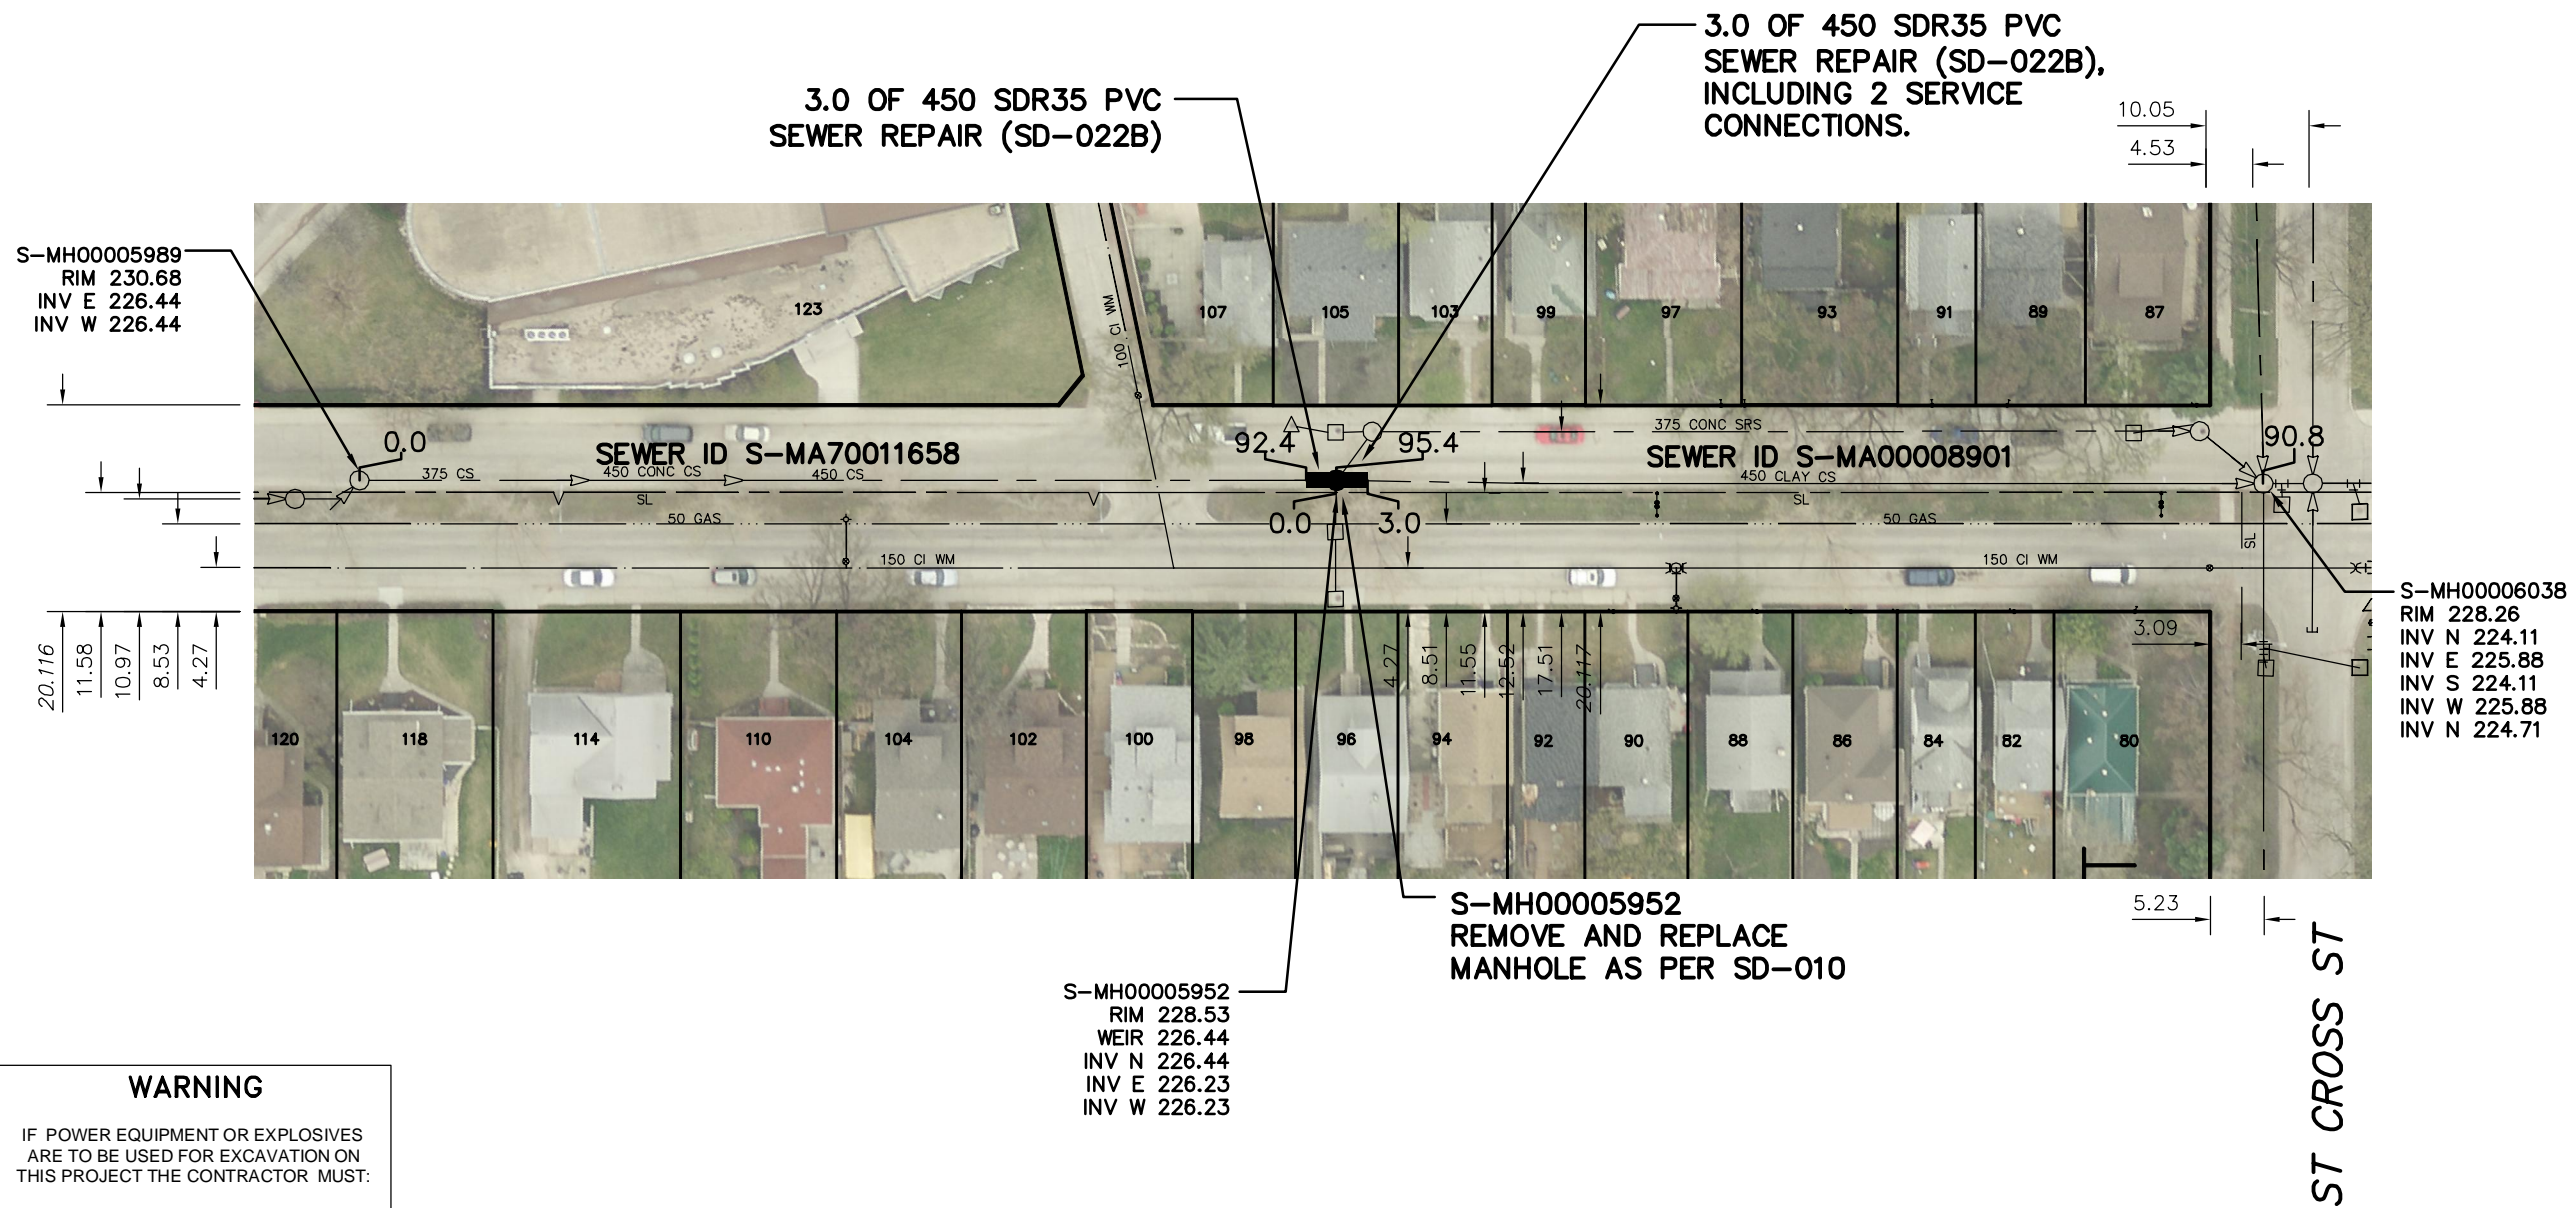 3.0 OF 450 SDR35 PVC
SEWER REPAIR (SD-022B),
INCLUDING 2 SERVICE
CONNECTIONS.
3.0 OF 450 SDR35 PVC
SEWER REPAIR (SD-022B)
10.05
4.53
S-MH00005989
RIM 230.68
INV E 226.44
INV W 226.44
123
107
105
103
99
97
93
91
89
87
100 CI WM
0.0
SEWER ID S-MA70011658
92.4
95.4
375 CONC SRS
SEWER ID S-MA00008901
90.8
375 CS
450 CONC CS
450 CS
450 CLAY CS
SL
SL
50 GAS
0.0
3.0
50 GAS
SL
150 CI WM
150 CI WM
S-MH00006038
RIM 228.26
INV N 224.11
INV E 225.88
INV S 224.11
INV W 225.88
INV N 224.71
20.116
11.58
10.97
8.53
4.27
4.27
8.51
11.55
12.52
17.51
20.117
3.09
120
118
114
110
104
102
100
98
96
94
92
90
88
86
84
82
80
5.23
S-MH00005952
REMOVE AND REPLACE
MANHOLE AS PER SD-010
S-MH00005952
RIM 228.53
WEIR 226.44
INV N 226.44
INV E 226.23
INV W 226.23
ST CROSS ST
WARNING
IF POWER EQUIPMENT OR EXPLOSIVES
ARE TO BE USED FOR EXCAVATION ON
THIS PROJECT THE CONTRACTOR MUST: